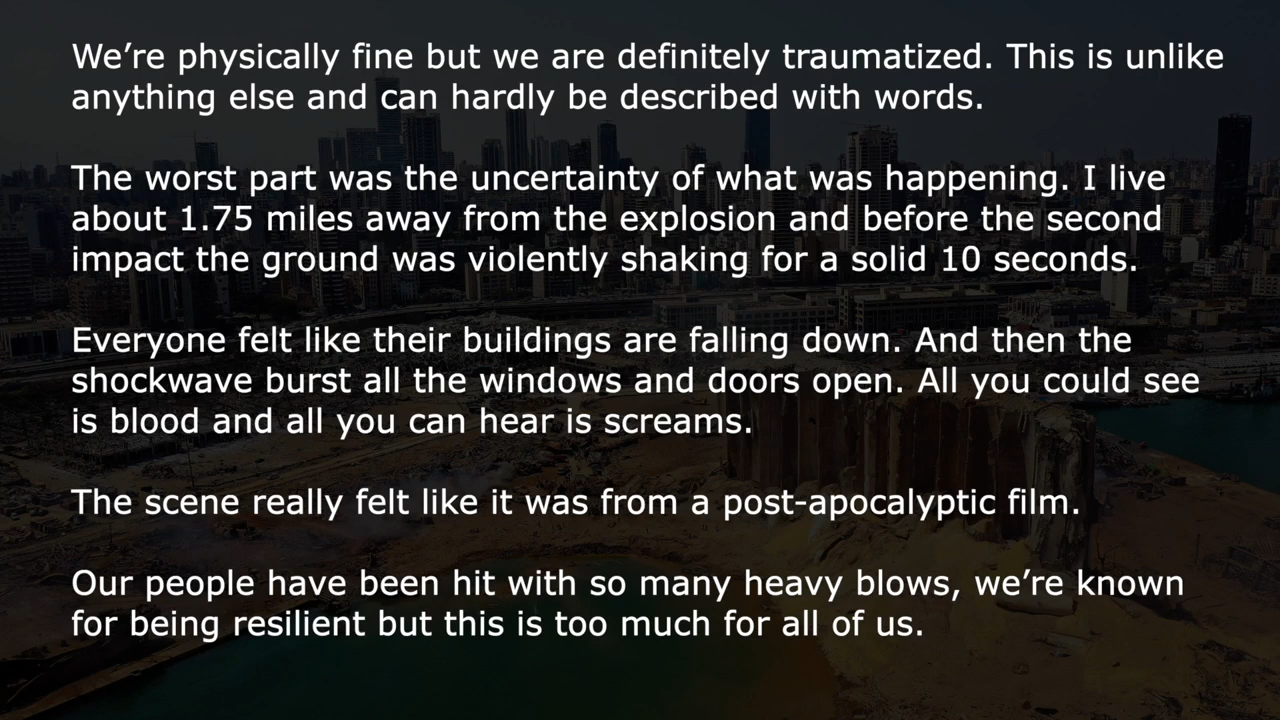 We’re physically fine but we are definitely traumatized. This is unlike
anything else and can hardly be described with words.
The worst part was the uncertainty of what was happening. I live
about 1.75 miles away from the explosion and before the second
impact the ground was violently shaking for a solid 10 seconds.
Everyone felt like their buildings are falling down. And then the
shockwave burst all the windows and doors open. All you could see
is blood and all you can hear is screams.
The scene really felt like it was from a post-apocalyptic film.
Our people have been hit with so many heavy blows, we’re known
for being resilient but this is too much for all of us.